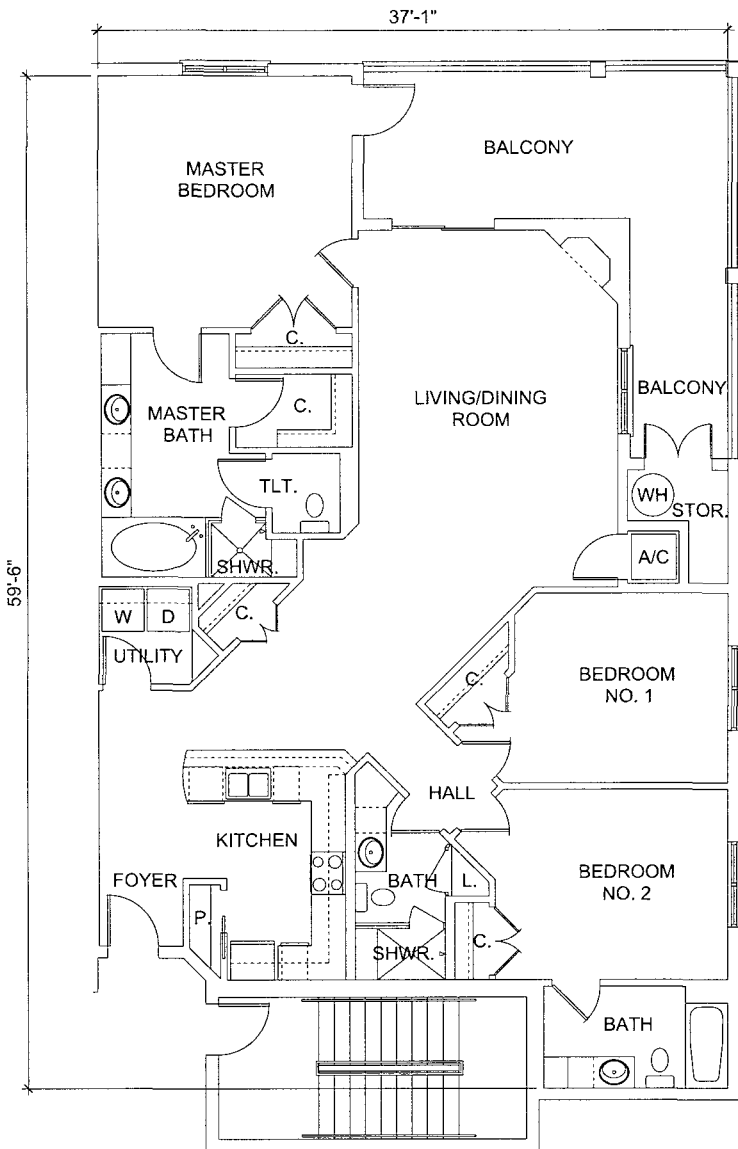 37'-1"
MASTER
BEDROOM
BALCONY
C.
MASTER
BATH
C.
LIVING/DINING
ROOM
BALCONY
TLT.
WH
STOR.
59'-6"
SHWR.
A/C
W
D
C.
UTILITY
C.
BEDROOM
NO. 1
HALL
KITCHEN
FOYER
P.
BATH
L.
BEDROOM
NO. 2
SHWR.
C.
BATH